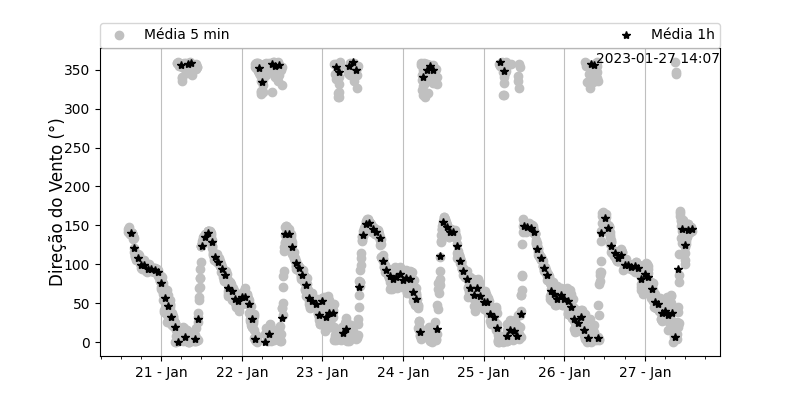 Média 5 min
Média 1h
2023-01-27 14:07
Direção do Vento (°)
350
300
250
200
150
100
50
0
21 - Jan
22 - Jan
23 - Jan
24 - Jan
25 - Jan
26 - Jan
27 - Jan